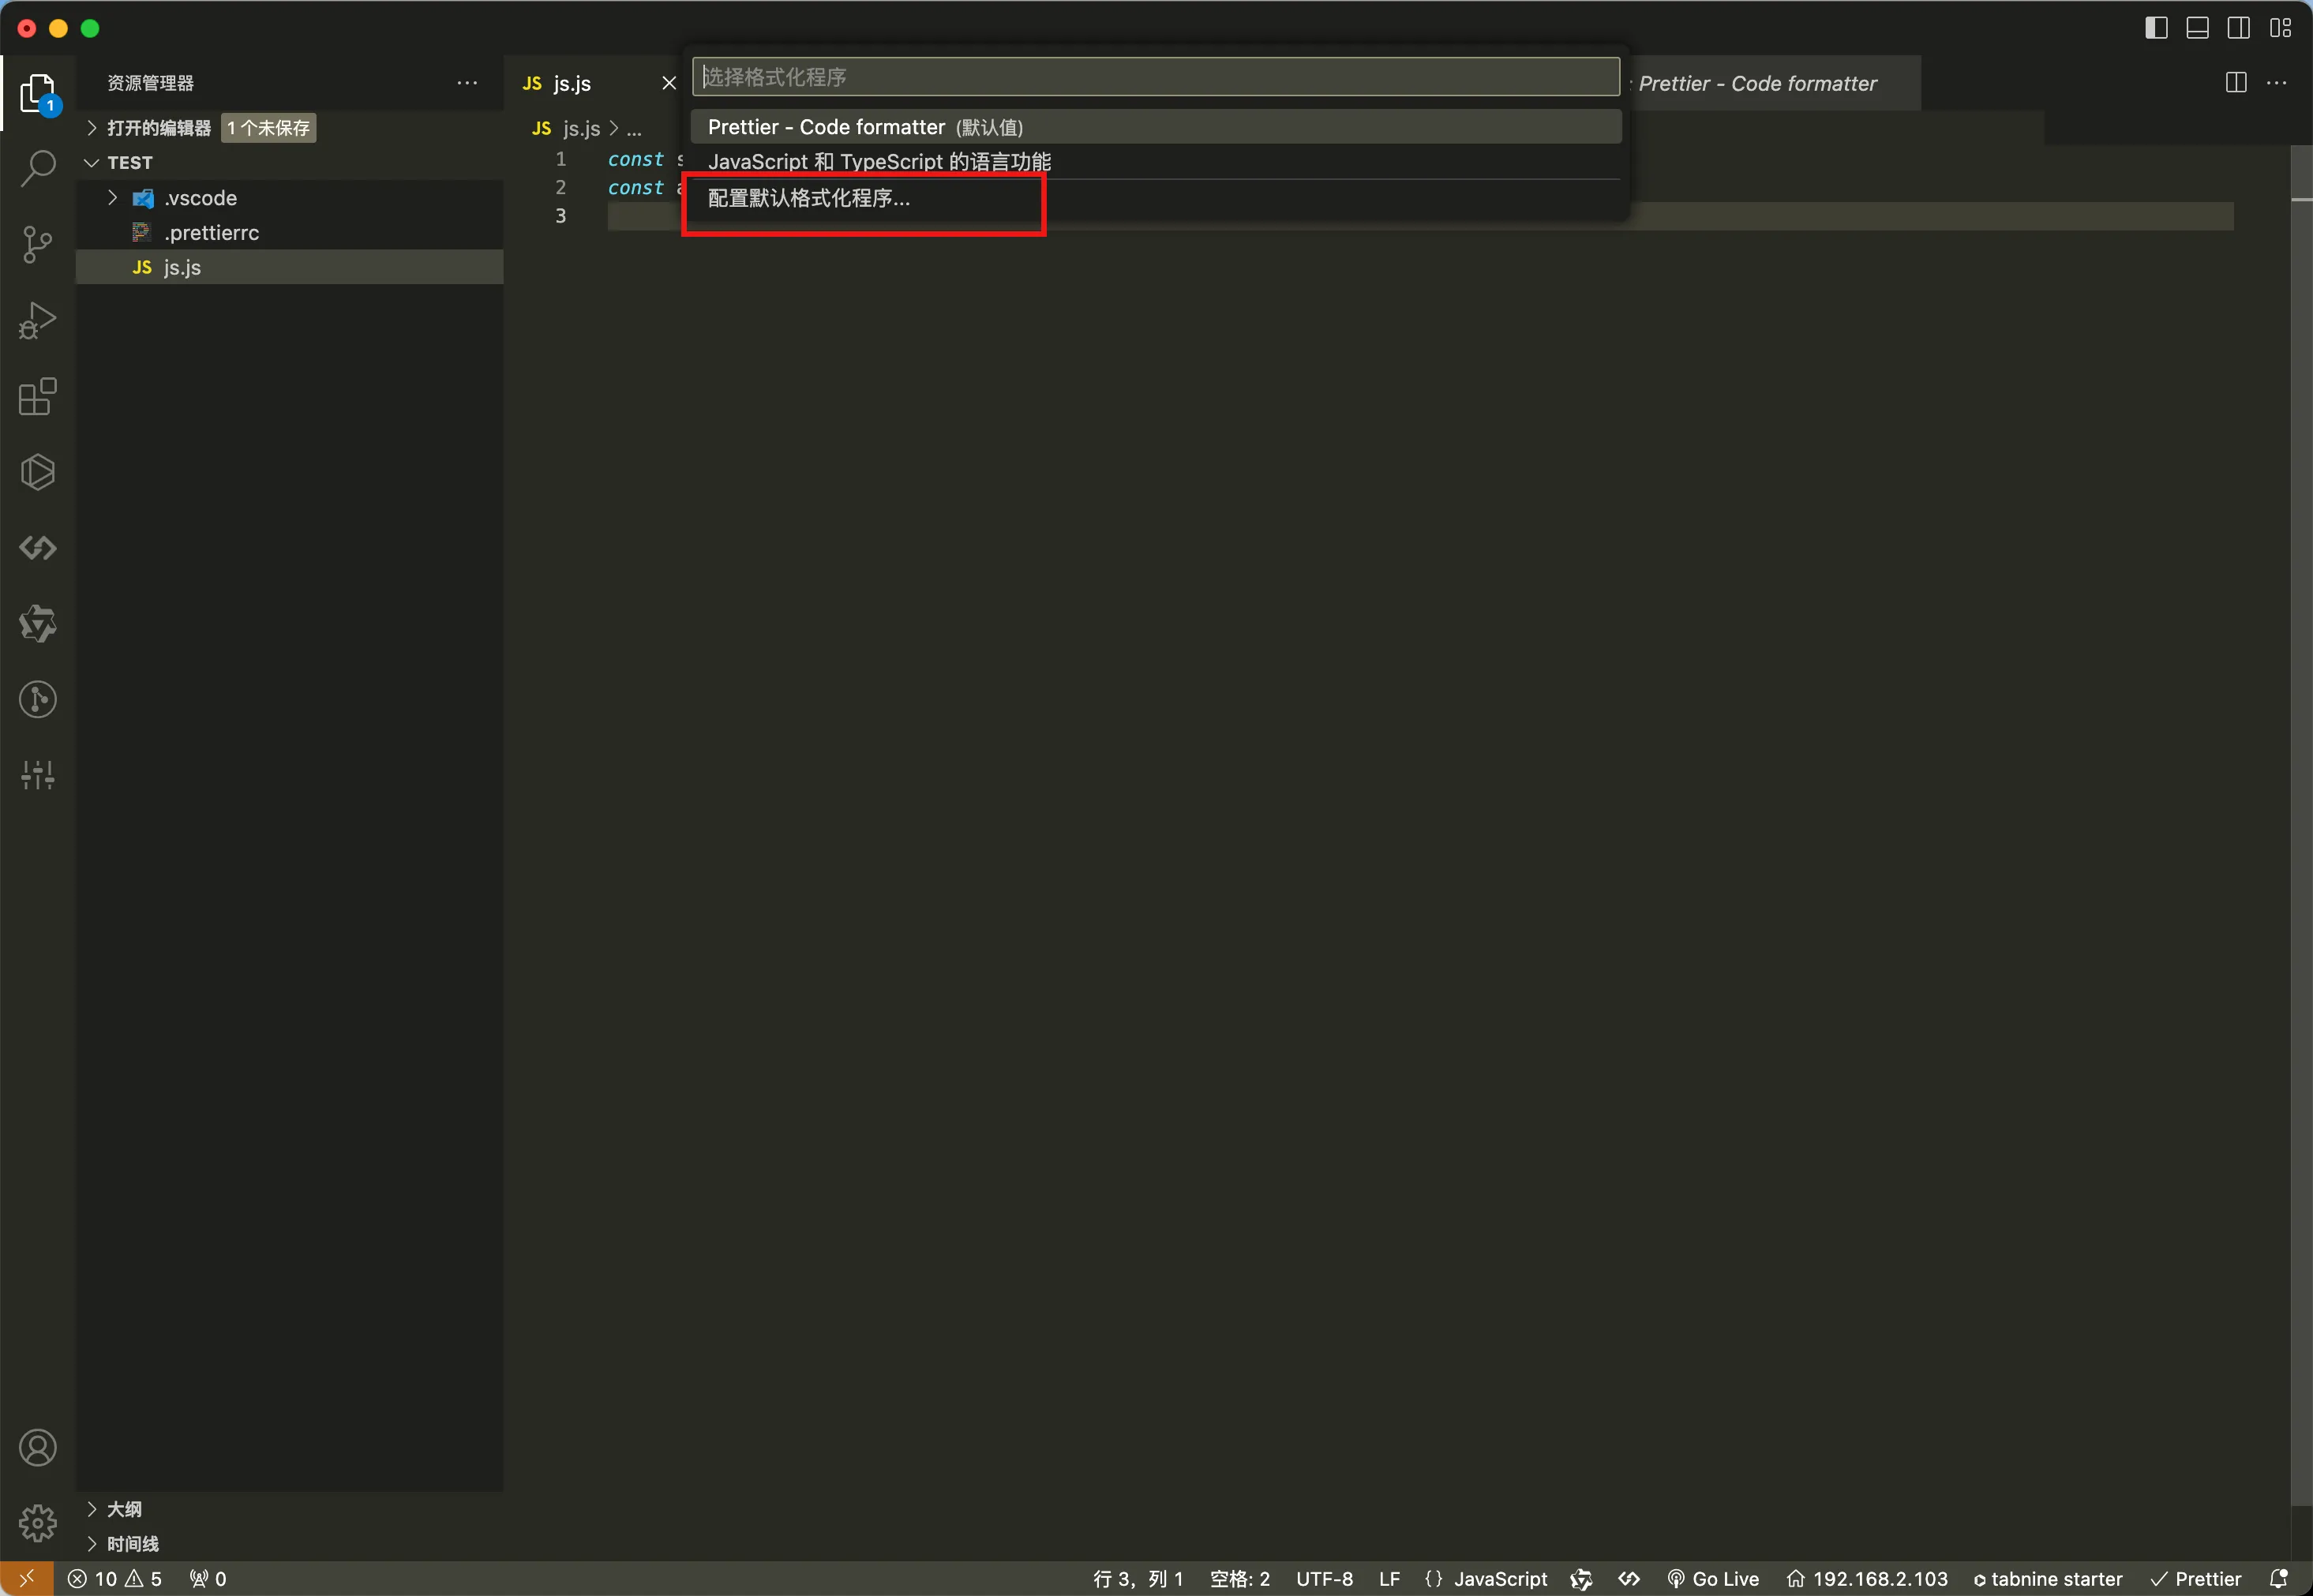 资源管理器
JS js.js
选择格式化程序
: Prettier - Code formatter
1
打开的编辑器 1 个未保存
JS js.js > ...
Prettier - Code formatter (默认值)
TEST
1 const s
JavaScript 和 TypeScript 的语言功能
2 const a
.vscode
配置默认格式化程序...
3
.prettierrc
JS js.js
大纲
时间线
10 5 0
行 3，列 1 空格: 2 UTF-8 LF {} JavaScript Go Live 192.168.2.103 tabnine starter Prettier